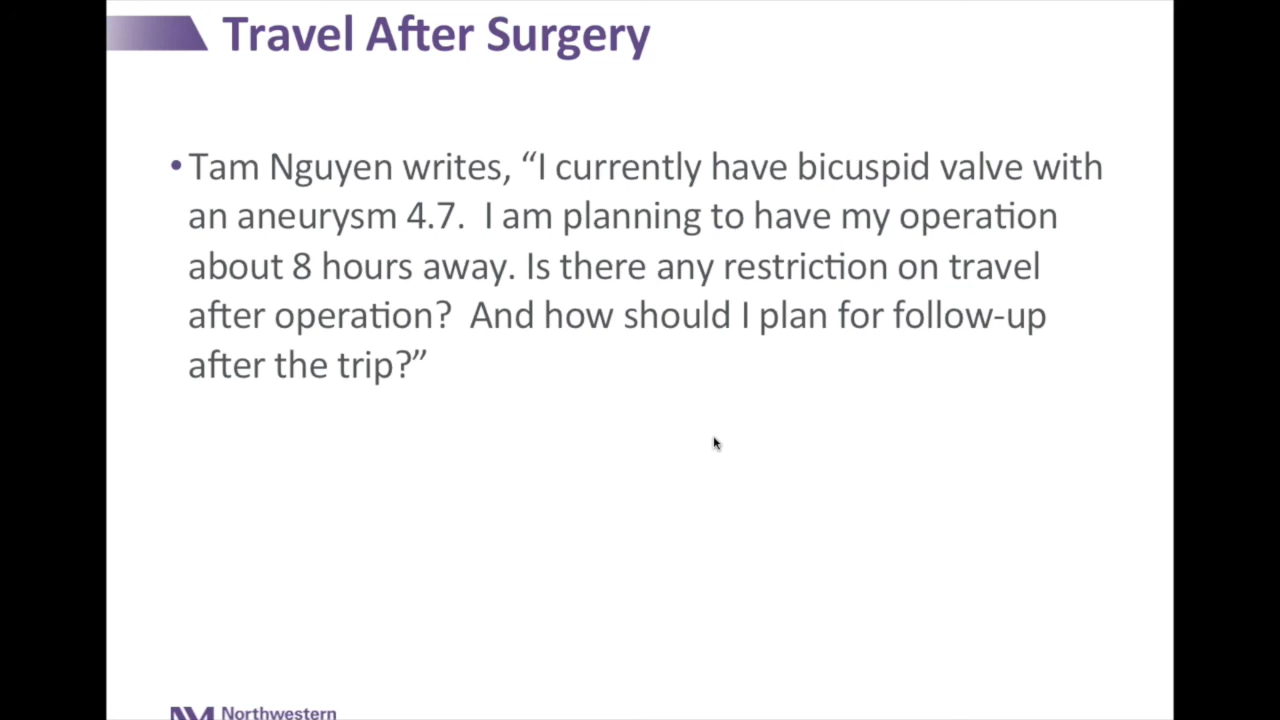 Travel After Surgery
• Tam Nguyen writes, “I currently have bicuspid valve with
an aneurysm 4.7.  I am planning to have my operation
about 8 hours away. Is there any restriction on travel
after operation?  And how should I plan for follow-up
after the trip?”
NM Northwestern